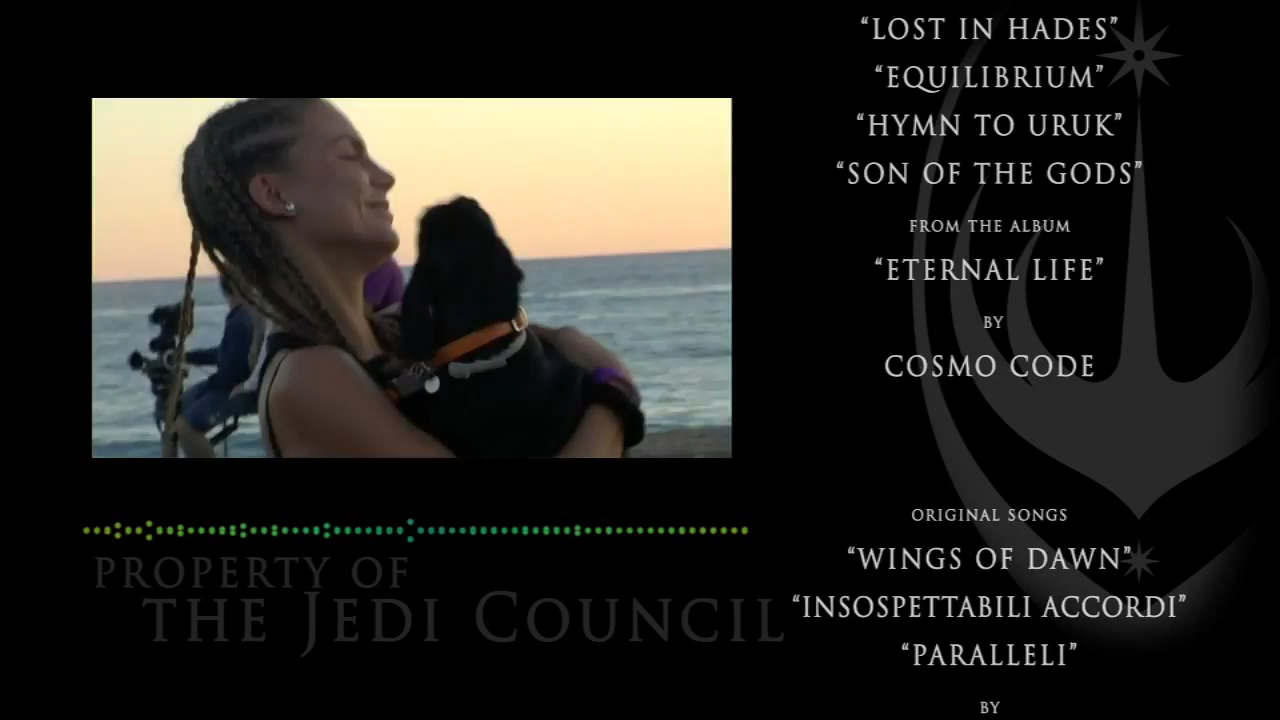 “LOST IN HADES”
“EQUILIBRIUM”
“HYMN TO URUK”
“SON OF THE GODS”
FROM THE ALBUM
“ETERNAL LIFE”
BY
COSMO CODE
ORIGINAL SONGS
“WINGS OF DAWN”
“INSOSPETTABILI ACCORDI”
“PARALLELI”
BY
PROPERTY OF
THE JEDI COUNCIL